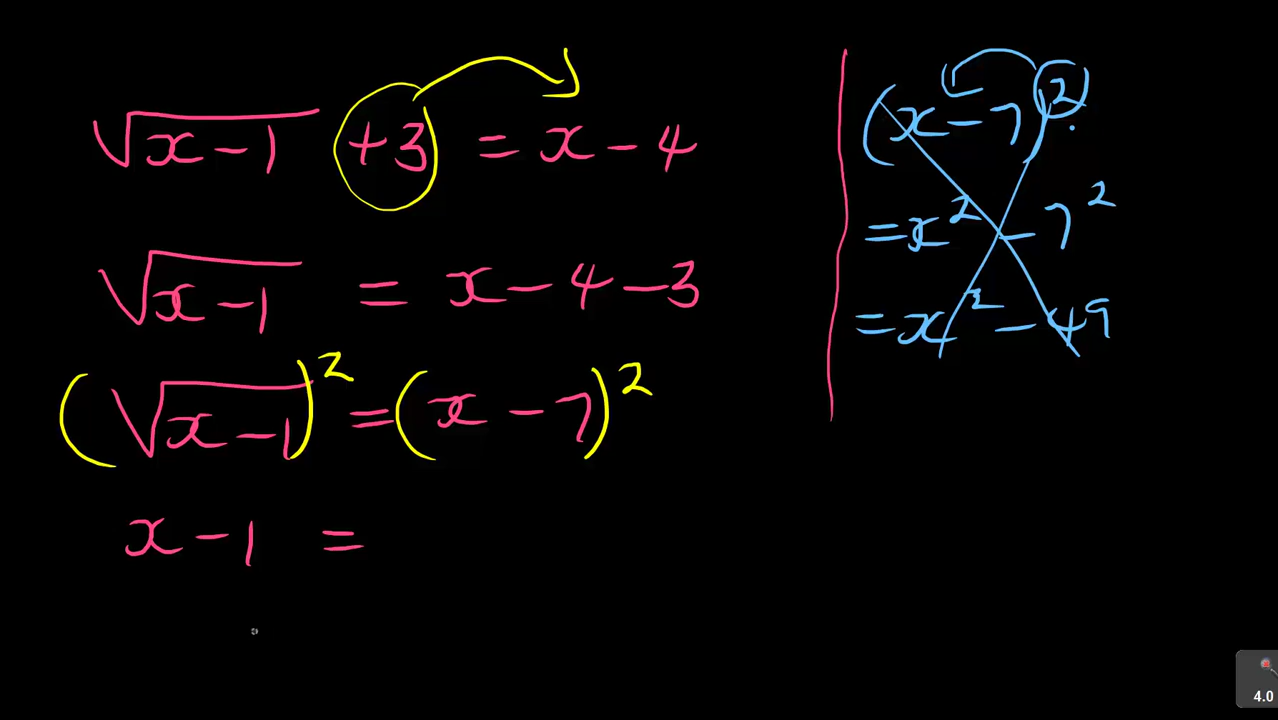 √(x-1) +3 = x-4
√(x-1) = x-4-3
(√(x-1))² = (x-7)²
x-1 =
(x-7)²
=x²-7²
=x²-49
4.0